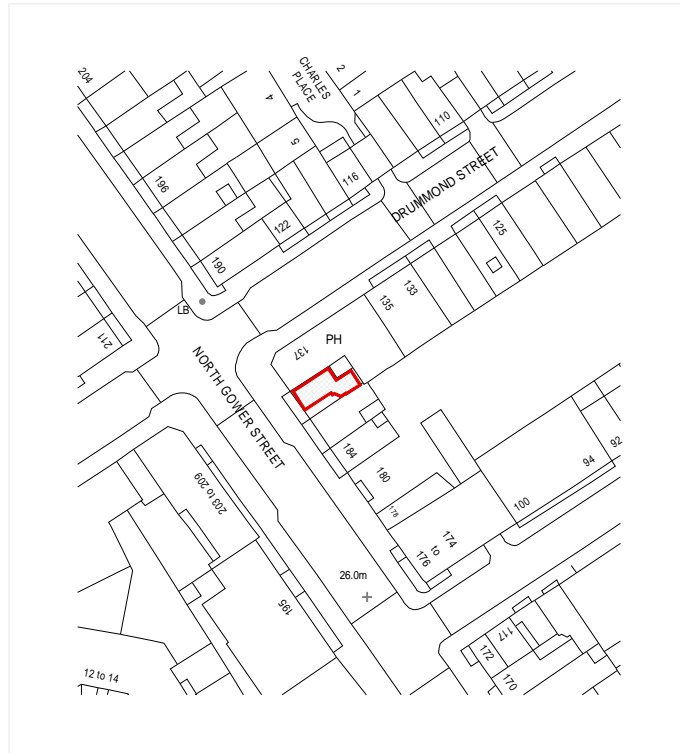 204
CHARLES
PLACE
2
1
4
5
110
116
196
122
190
DRUMMOND STREET
125
133
135
LB
211
PH
137
NORTH GOWER STREET
184
180
178
203 to 209
92
94
100
174
to
176
26.0m
195
117
172
170
12 to 14